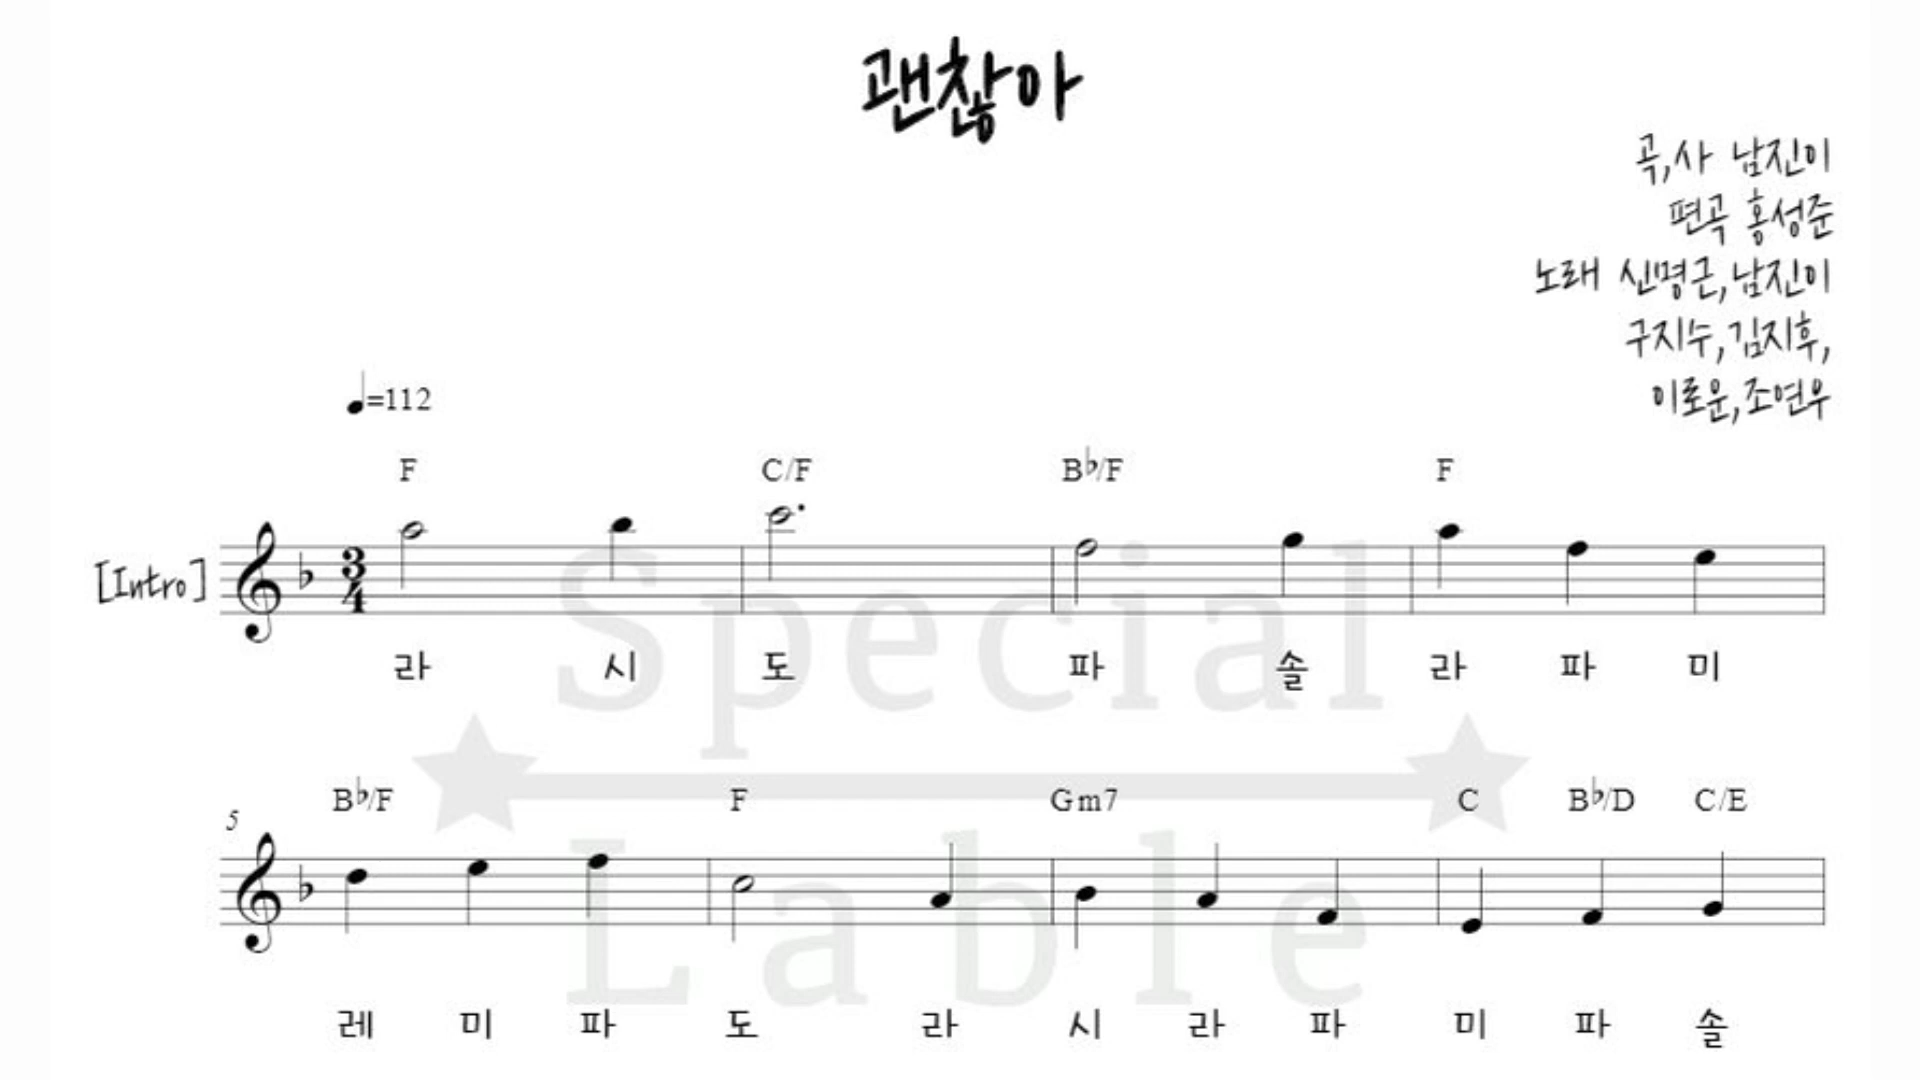 괜찮아
곡,사 남진이
편곡 홍성준
노래 신명근,남진이
구지수,김지후,
이로운,조연우
=112
F C/F B♭/F F
[Intro]
3
4
라 시 도 파 솔 라 파 미
Special
B♭/F F Gm7 C B♭/D C/E
5
Lable
레 미 파 도 라 시 라 파 미 파 솔